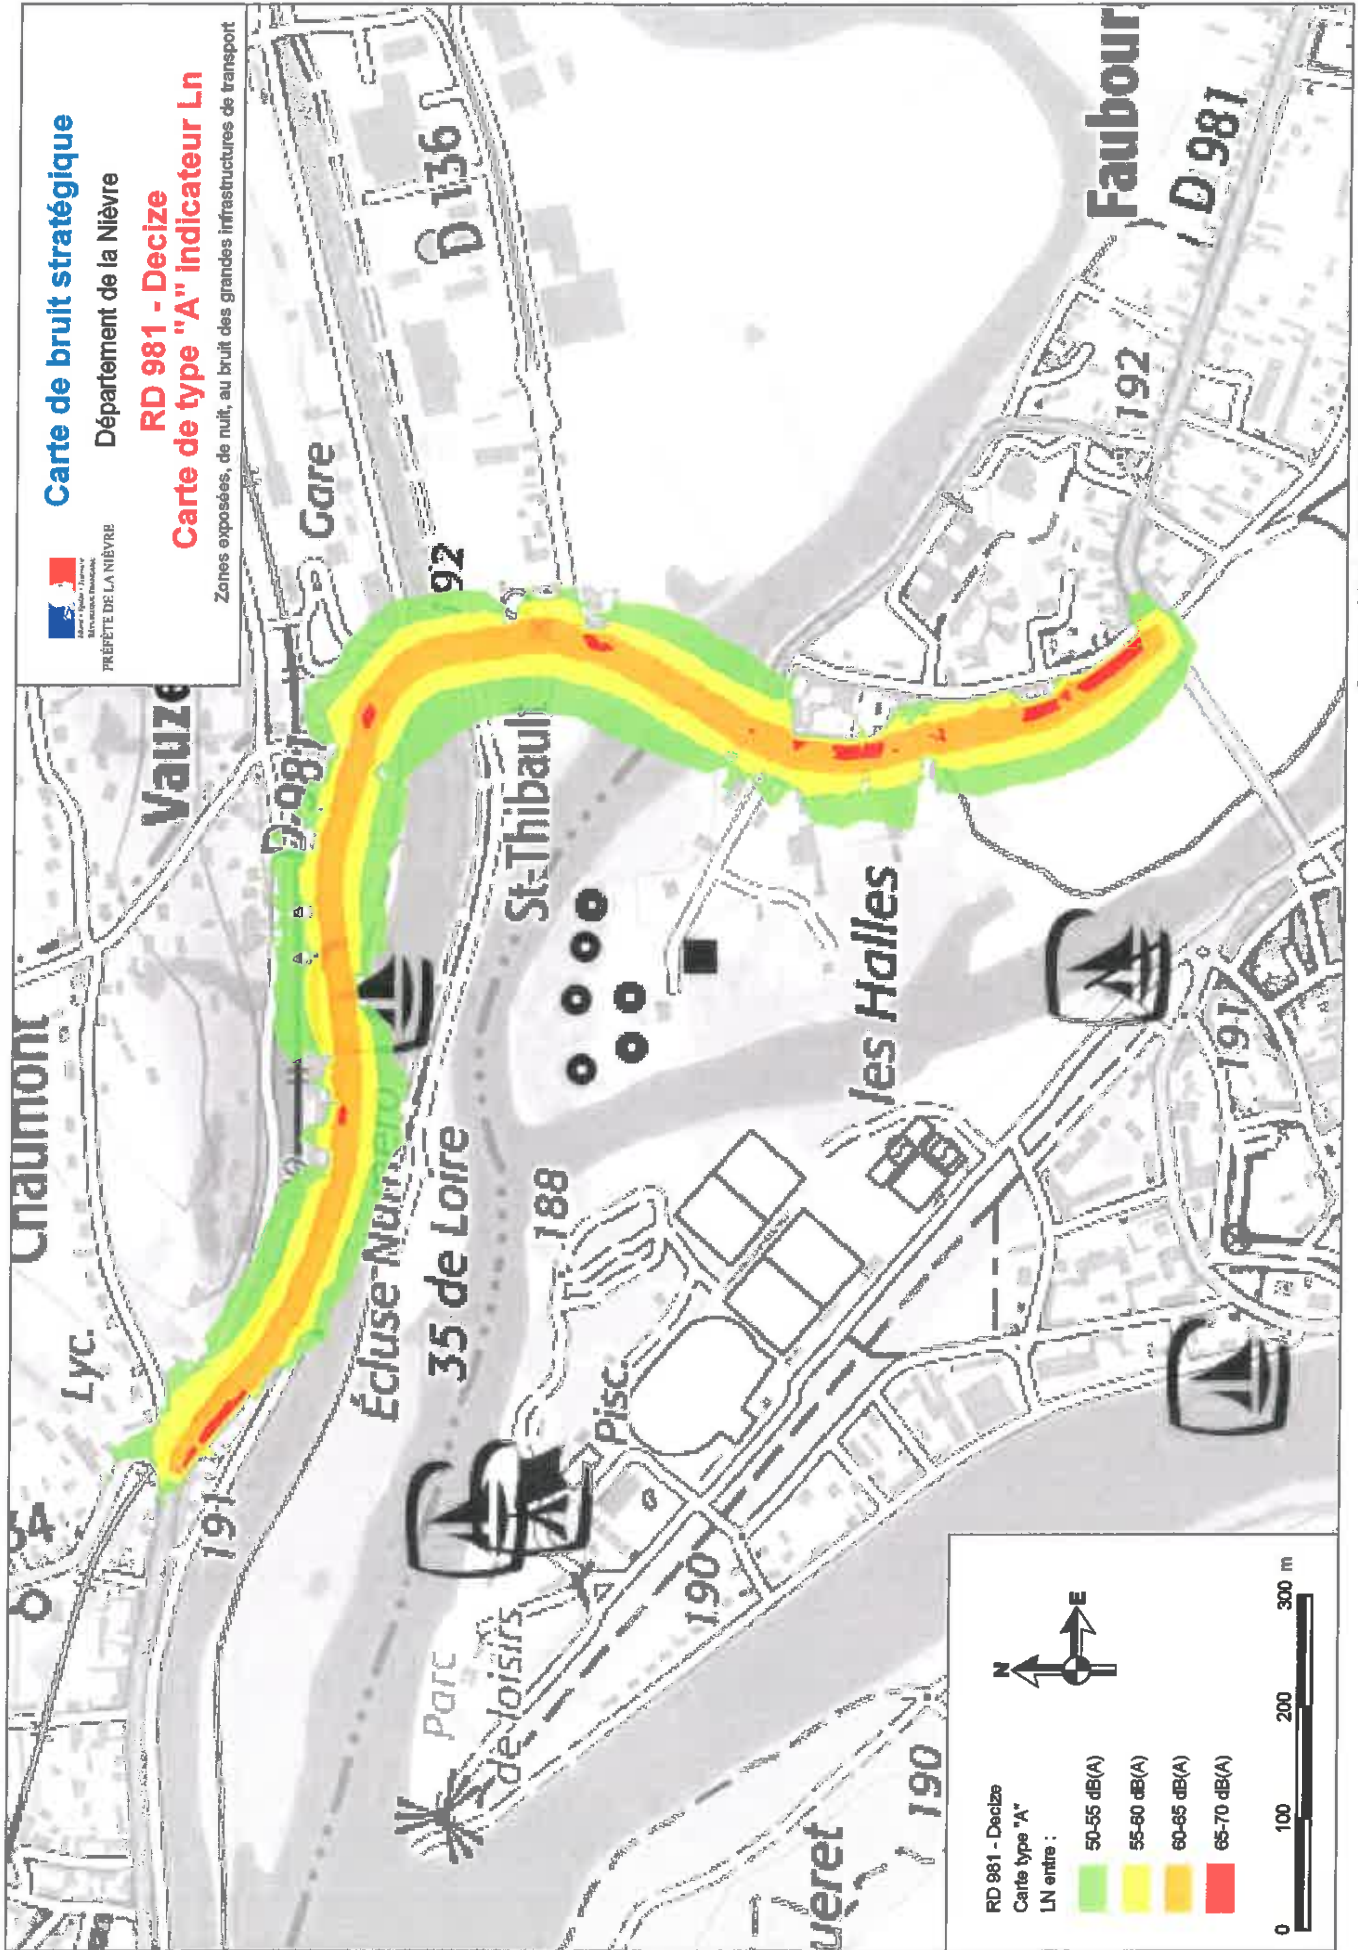 Carte de bruit stratégique
PRÉFÈTE DE LA NIÈVRE
Département de la Nièvre
RD 981 - Decize
Carte de type "A" indicateur Ln
Zones exposées, de nuit, au bruit des grandes infrastructures de transport
Chaumont
Lyc.
Vauze
D 981
Gare
D 136
92
191
Écluse
35 de Loire
St-Thibault
188
Pisc.
les Halles
Faubour
D 981
192
191
Parc
de loisirs
190
190
ueret
RD 981 - Decize
Carte type "A"
LN entre :
50-55 dB(A)
55-60 dB(A)
60-65 dB(A)
65-70 dB(A)
N
E
0 100 200 300 m